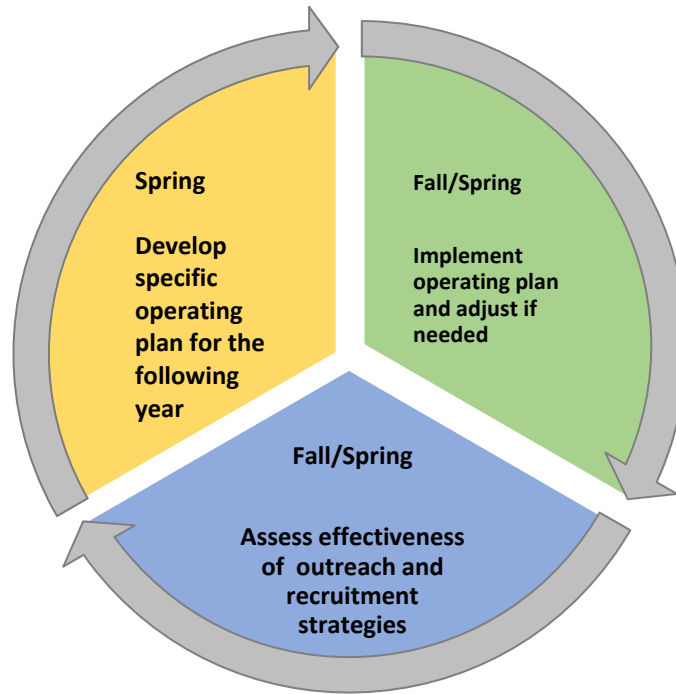 Spring
Develop
specific
operating
plan for the
following
year
Fall/Spring
Implement
operating plan
and adjust if
needed
Fall/Spring
Assess effectiveness
of outreach and
recruitment
strategies